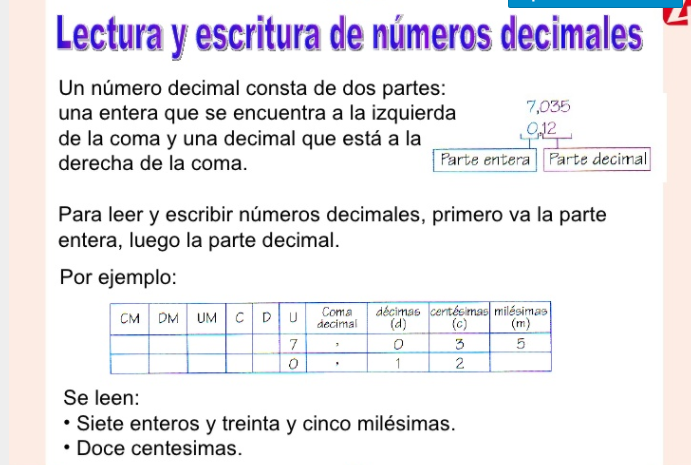 Lectura y escritura de números decimales
Un número decimal consta de dos partes:
una entera que se encuentra a la izquierda
de la coma y una decimal que está a la
derecha de la coma.
7,035
0,12
Parte entera Parte decimal
Para leer y escribir números decimales, primero va la parte
entera, luego la parte decimal.
Por ejemplo:
CM DM UM C D U Coma decimal décimas (d) centésimas (c) milésimas (m)
7 , 0 3 5
0 , 1 2
Se leen:
• Siete enteros y treinta y cinco milésimas.
• Doce centesimas.